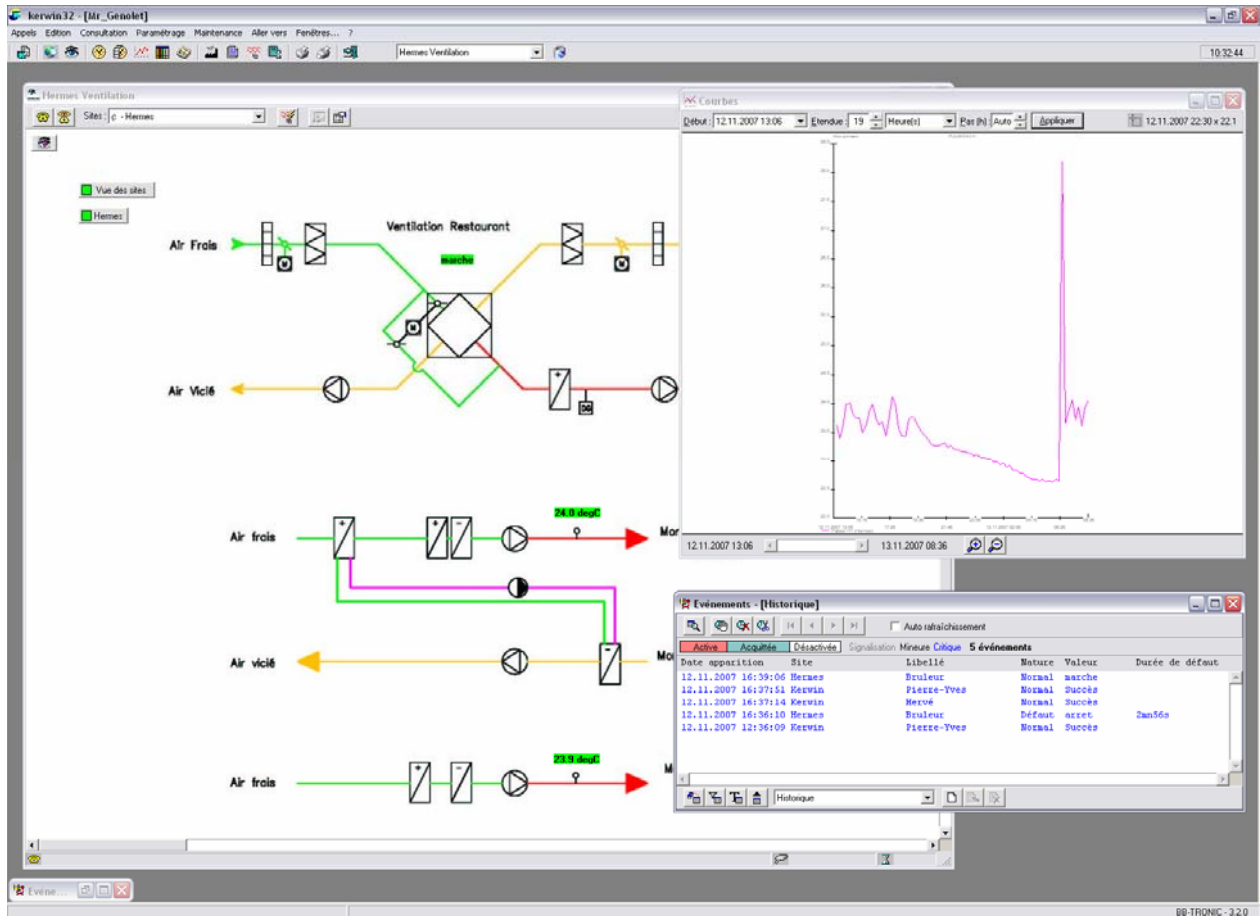 kerwin32 - [Mr_Genolet]
Appels Edition Consultation Paramétrage Maintenance Aller vers Fenêtres... ?
Hermes Ventilation 10:32:44
Hermes Ventilation
Sites : ¢ - Hermes
Vue des sites
Hermes
Ventilation Restaurant
Air Frais
marche
Air Vicié
24.0 degC
Air frais
Air vicié
23.9 degC
Air frais
Courbes
Début : 12.11.2007 13:06 Etendue : 19 Heure(s) Pas (h) : Auto Appliquer 12.11.2007 22:30 x 22.1
12.11.2007 13:06 13.11.2007 08:36
Evénements - [Historique]
Auto rafraîchissement
Active Acquittée Désactivée Signalisation Mineure Critique 5 événements
Date apparition Site Libellé Nature Valeur Durée de défaut
12.11.2007 16:39:06 Hermes Bruleur Normal marche
12.11.2007 16:37:51 Kerwin Pierre-Yves Normal Succès
12.11.2007 16:37:14 Kerwin Hervé Normal Succès
12.11.2007 16:36:10 Hermes Bruleur Défaut arret 2mn56s
12.11.2007 12:36:09 Kerwin Pierre-Yves Normal Succès
Historique
Evene...
BB-TRONIC - 3.2.0